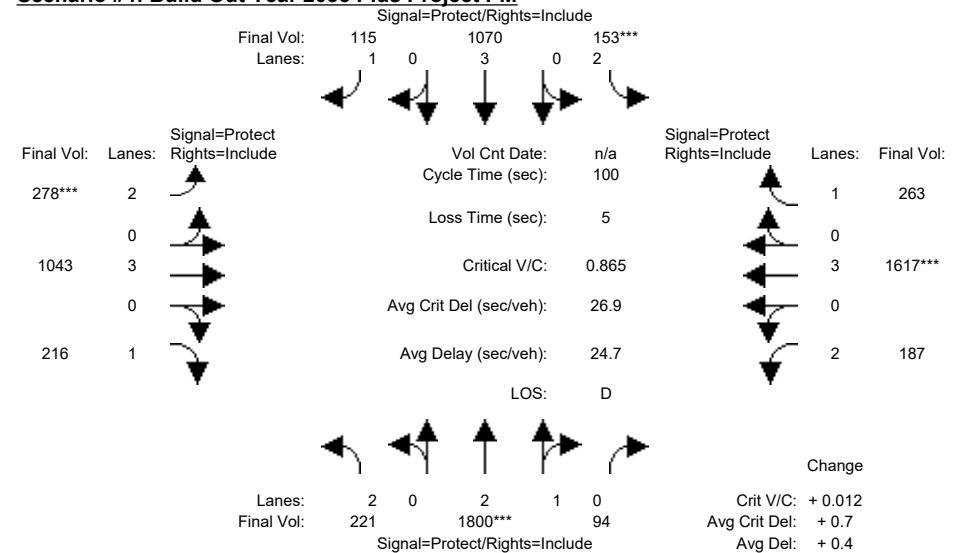 Scenario #4: Build Out Year 2035 Plus Project PM
Signal=Protect/Rights=Include
Final Vol: 115 1070 153***
Lanes: 1 0 3 0 2
Signal=Protect
Final Vol: Lanes: Rights=Include
Vol Cnt Date: n/a
Signal=Protect
Rights=Include Lanes: Final Vol:
Cycle Time (sec): 100
278*** 2
1 263
Loss Time (sec): 5
0
0
1043 3
Critical V/C: 0.865
3 1617***
0
Avg Crit Del (sec/veh): 26.9
0
216 1
Avg Delay (sec/veh): 24.7
2 187
LOS: D
Lanes: 2 0 2 1 0
Final Vol: 221 1800*** 94
Signal=Protect/Rights=Include
Change
Crit V/C: + 0.012
Avg Crit Del: + 0.7
Avg Del: + 0.4